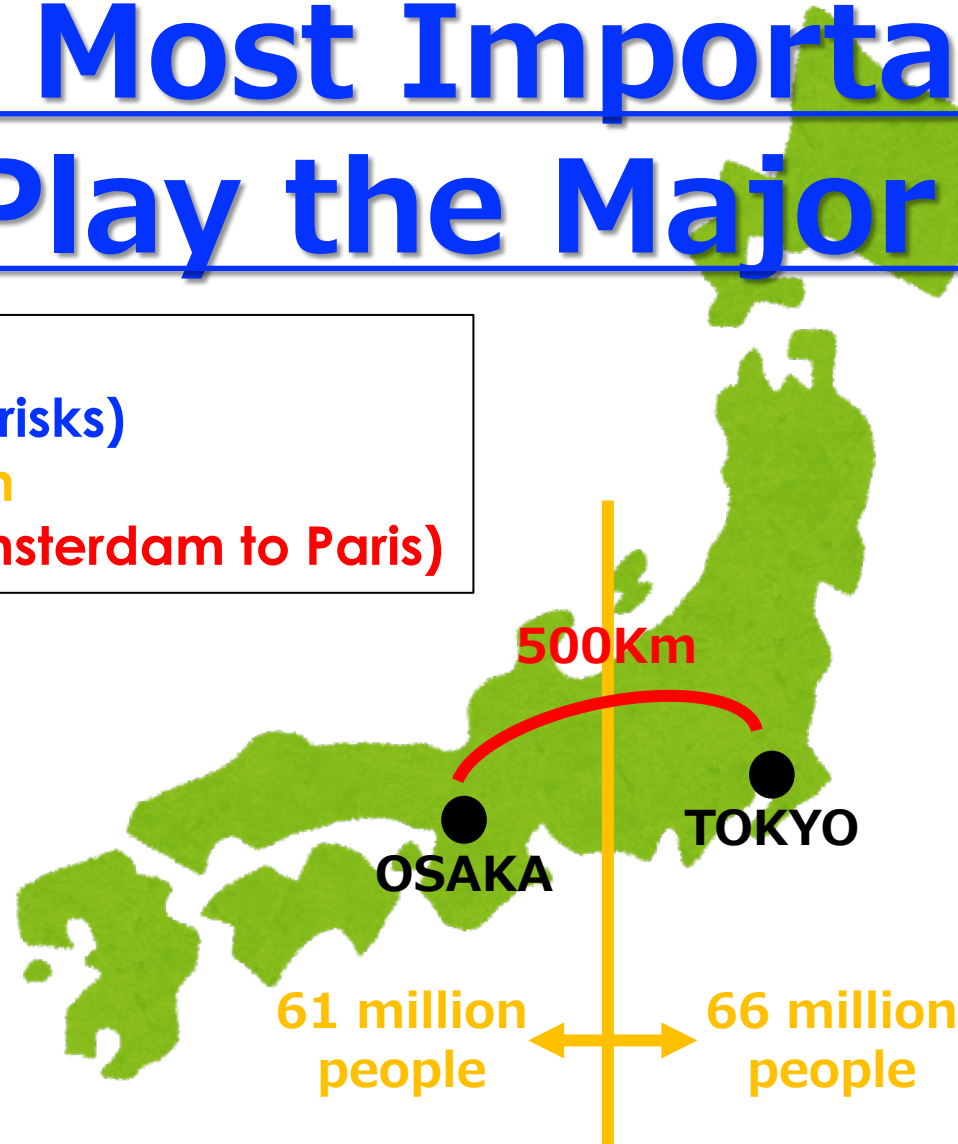 Most Importa
Play the Major
risks)
n
nsterdam to Paris)
500Km
TOKYO
OSAKA
61 million
people
66 million
people